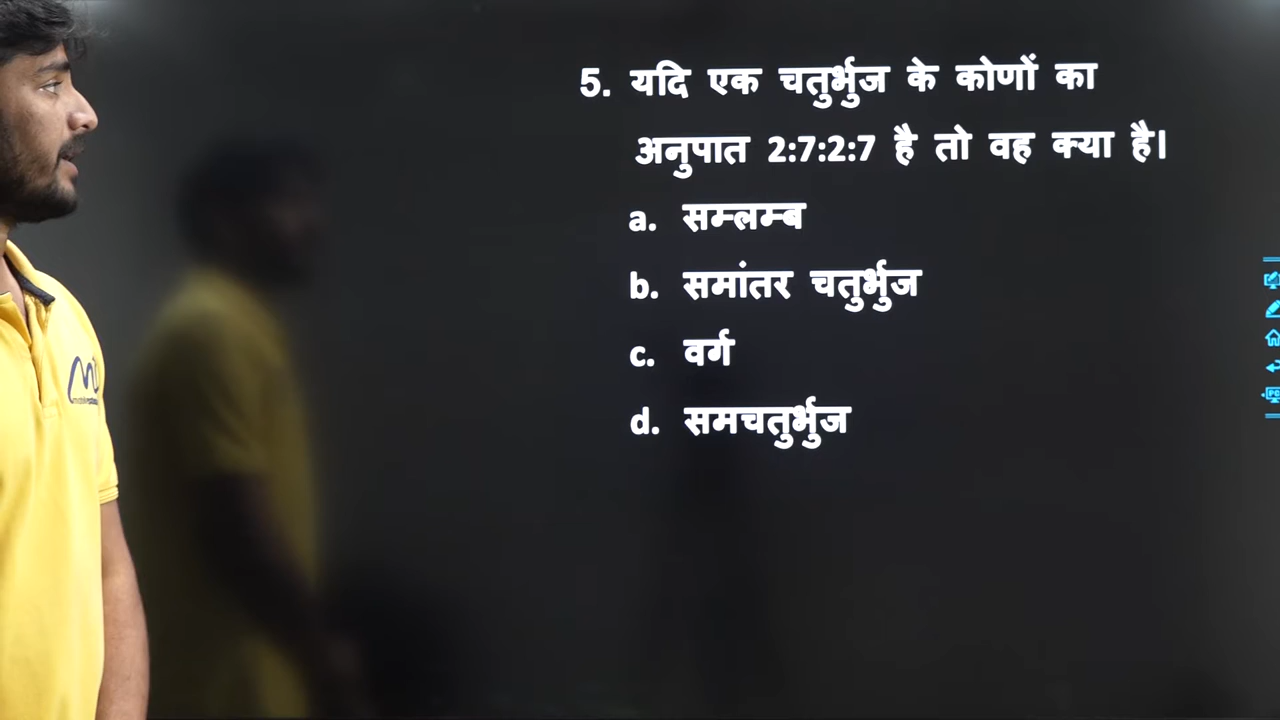 5. यदि एक चतुर्भुज के कोणों का
अनुपात 2:7:2:7 है तो वह क्या है।
a. सम्लम्ब
b. समांतर चतुर्भुज
c. वर्ग
d. समचतुर्भुज